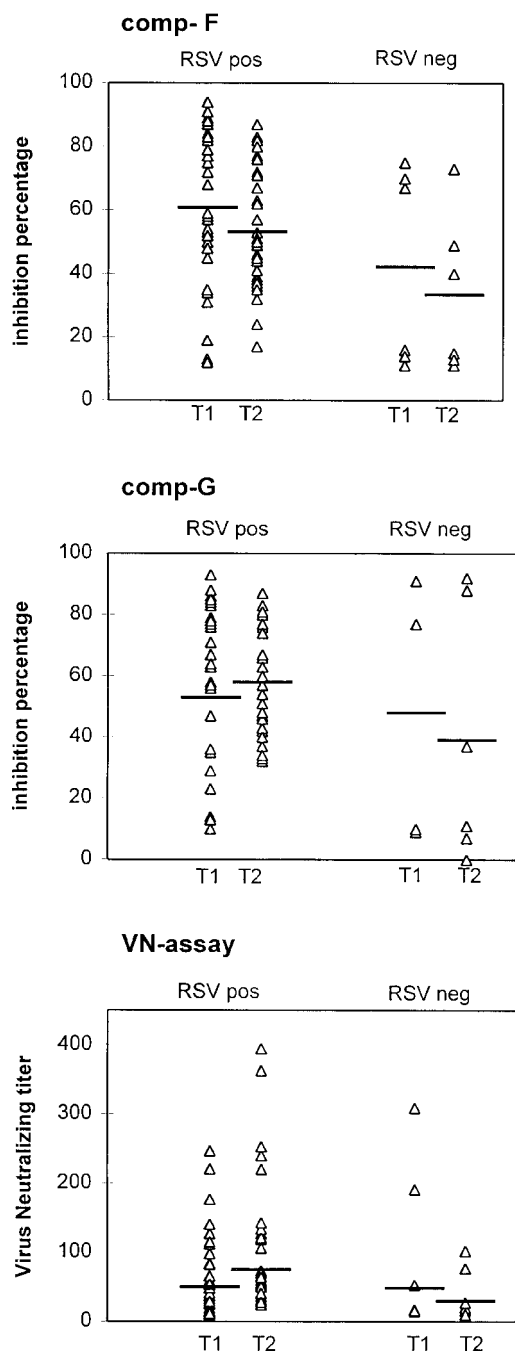 comp- F
RSV pos RSV neg
100
80
60
40
20
0
inhibition percentage
T1 T2 T1 T2
comp-G
RSV pos RSV neg
100
80
60
40
20
0
inhibition percentage
T1 T2 T1 T2
VN-assay
RSV pos RSV neg
400
300
200
100
0
Virus Neutralizing titer
T1 T2 T1 T2